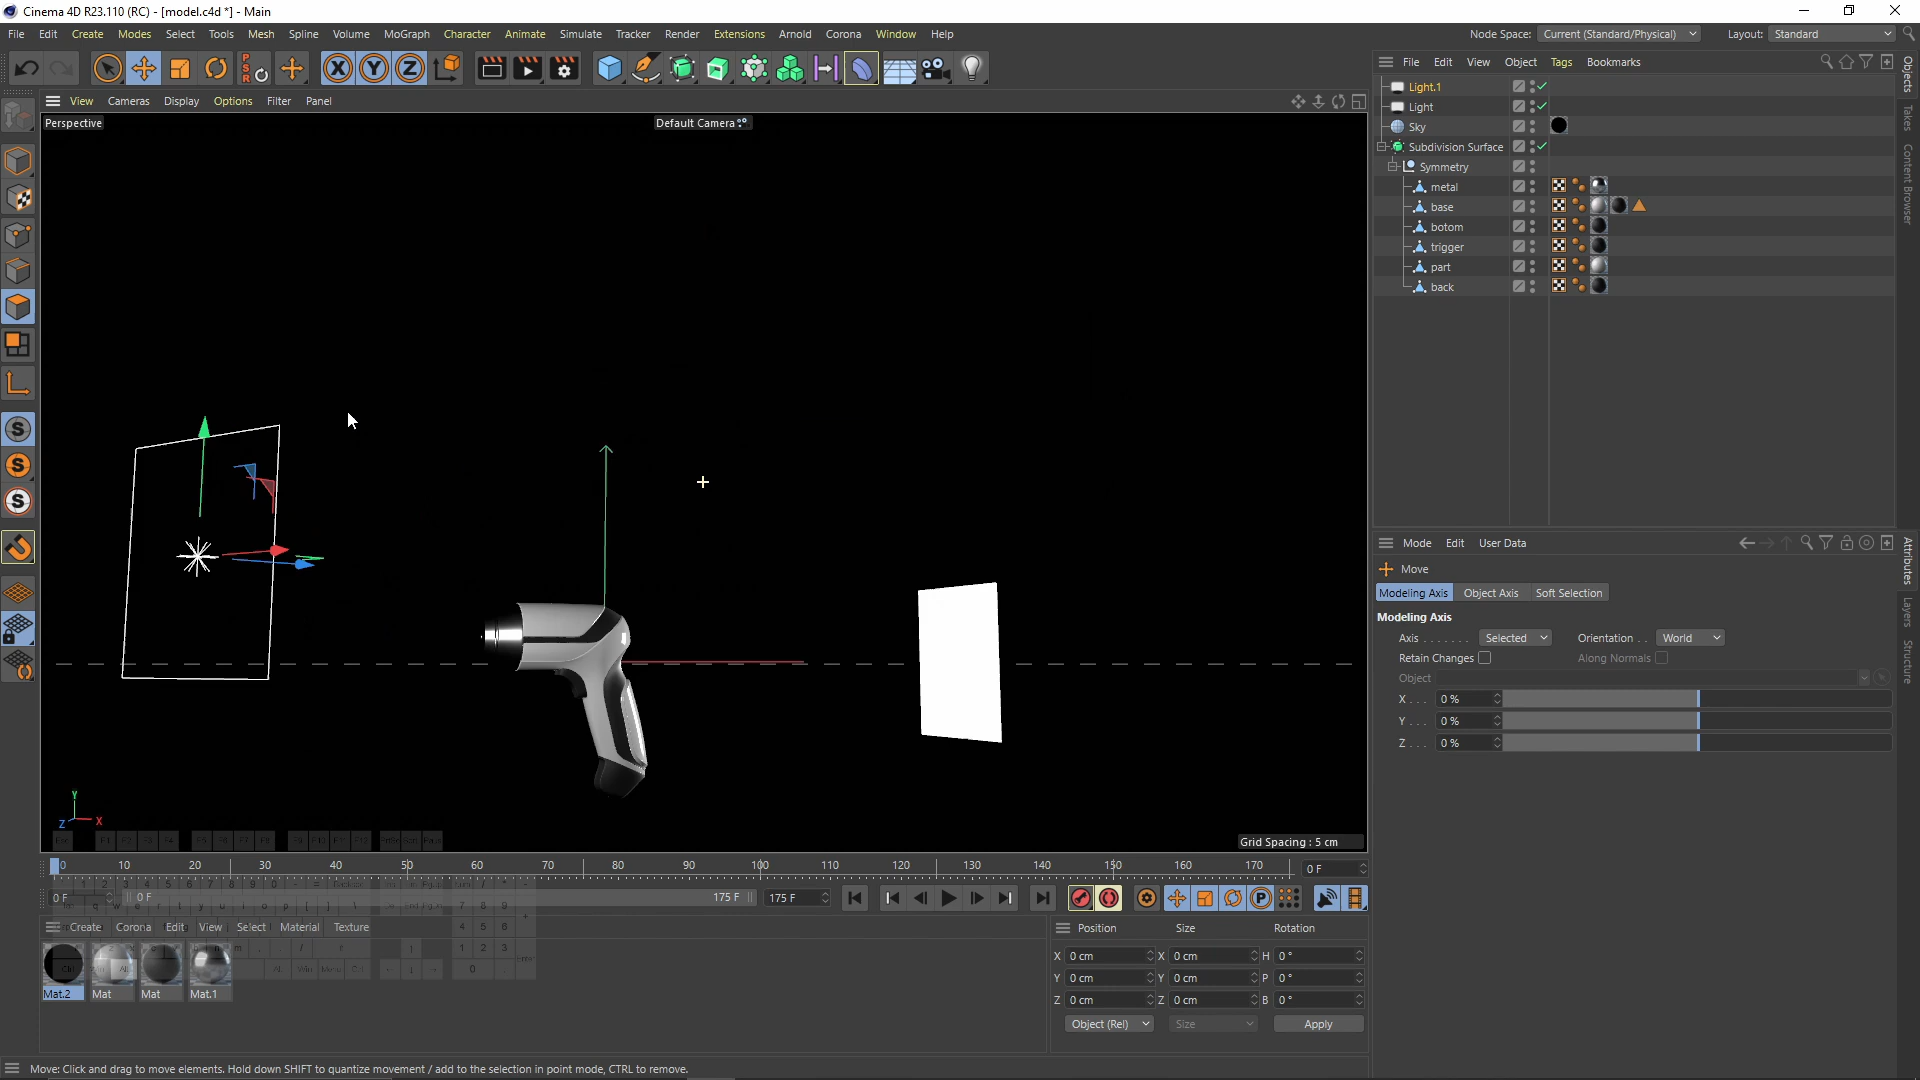 Cinema 4D R23.110 (RC) - [model.c4d *] - Main
File Edit Create Modes Select Tools Mesh Spline Volume MoGraph Character Animate Simulate Tracker Render Extensions Arnold Corona Window Help
Node Space: Current (Standard/Physical) Layout: Standard
PSR X Y Z
File Edit View Object Tags Bookmarks
View Cameras Display Options Filter Panel
Perspective
Default Camera
Light.1
Light
Sky
Subdivision Surface
Symmetry
metal
base
botom
trigger
part
back
Objects
Takes
Content Browser
Mode Edit User Data
Move
Modeling Axis Object Axis Soft Selection
Modeling Axis
Axis . . . . . . . Selected Orientation . . World
Retain Changes Along Normals
Object
X . . . 0 %
Y . . . 0 %
Z . . . 0 %
Attributes
Layers
Structure
Y
Z X
Grid Spacing : 5 cm
0 10 20 30 40 50 60 70 80 90 100 110 120 130 140 150 160 170 0 F
0 F 0 F 175 F 175 F
Create Corona Edit View Select Material Texture
Mat.2 Mat Mat Mat.1
Position Size Rotation
X 0 cm X 0 cm H 0 °
Y 0 cm Y 0 cm P 0 °
Z 0 cm Z 0 cm B 0 °
Object (Rel) Size Apply
Move: Click and drag to move elements. Hold down SHIFT to quantize movement / add to the selection in point mode, CTRL to remove.